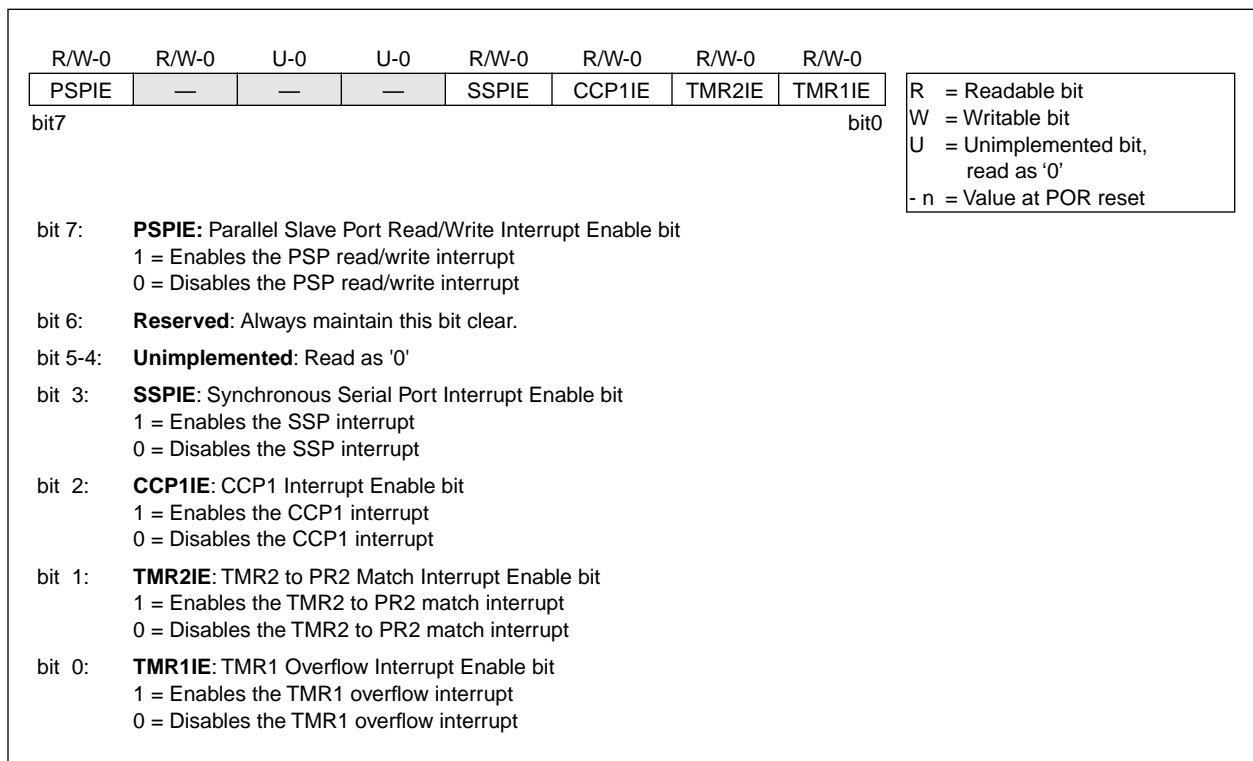 R/W-0 R/W-0 U-0 U-0 R/W-0 R/W-0 R/W-0 R/W-0
PSPIE — — — SSPIE CCP1IE TMR2IE TMR1IE
bit7 bit0
R = Readable bit
W = Writable bit
U = Unimplemented bit,
read as ‘0’
- n = Value at POR reset
bit 7: PSPIE: Parallel Slave Port Read/Write Interrupt Enable bit
1 = Enables the PSP read/write interrupt
0 = Disables the PSP read/write interrupt
bit 6: Reserved: Always maintain this bit clear.
bit 5-4: Unimplemented: Read as '0'
bit 3: SSPIE: Synchronous Serial Port Interrupt Enable bit
1 = Enables the SSP interrupt
0 = Disables the SSP interrupt
bit 2: CCP1IE: CCP1 Interrupt Enable bit
1 = Enables the CCP1 interrupt
0 = Disables the CCP1 interrupt
bit 1: TMR2IE: TMR2 to PR2 Match Interrupt Enable bit
1 = Enables the TMR2 to PR2 match interrupt
0 = Disables the TMR2 to PR2 match interrupt
bit 0: TMR1IE: TMR1 Overflow Interrupt Enable bit
1 = Enables the TMR1 overflow interrupt
0 = Disables the TMR1 overflow interrupt